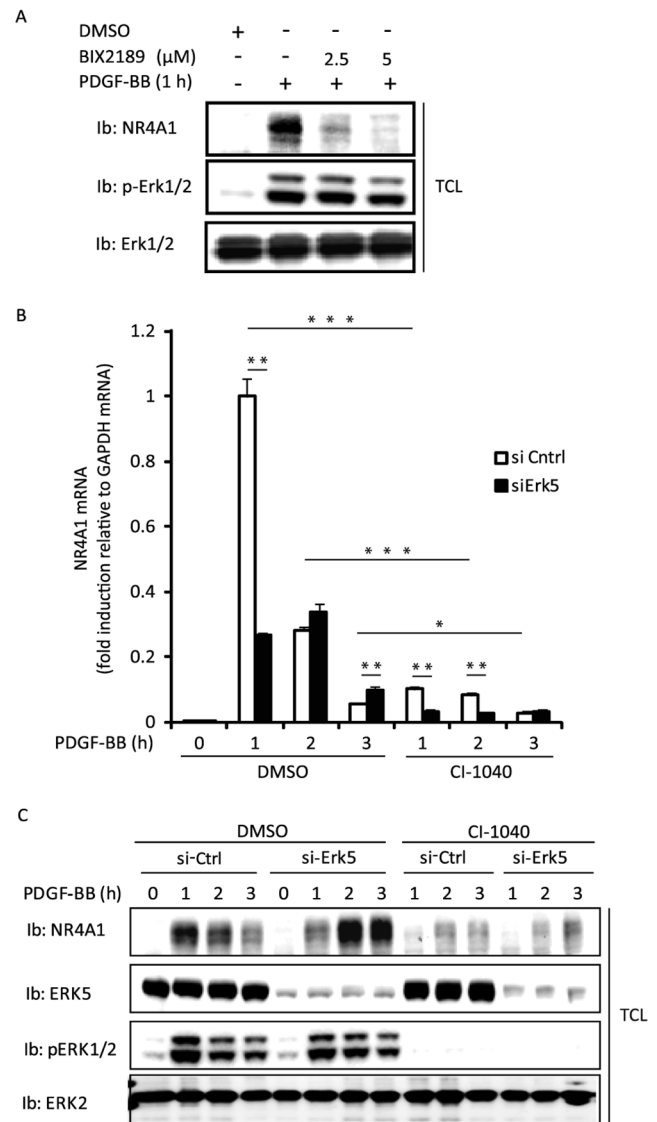 A
DMSO + - - -
BIX2189 (µM) - - 2.5 5
PDGF-BB (1 h) - + + +
Ib: NR4A1
Ib: p-Erk1/2
Ib: Erk1/2
TCL
B
NR4A1 mRNA
(fold induction relative to GAPDH mRNA)
1.2
1
0.8
0.6
0.4
0.2
0
* * *
* *
* * *
*
* * * * * *
si Cntrl
siErk5
PDGF-BB (h) 0 1 2 3 1 2 3
DMSO CI-1040
C
DMSO CI-1040
si-Ctrl si-Erk5 si-Ctrl si-Erk5
PDGF-BB (h) 0 1 2 3 0 1 2 3 1 2 3 1 2 3
Ib: NR4A1
Ib: ERK5
Ib: pERK1/2
Ib: ERK2
TCL